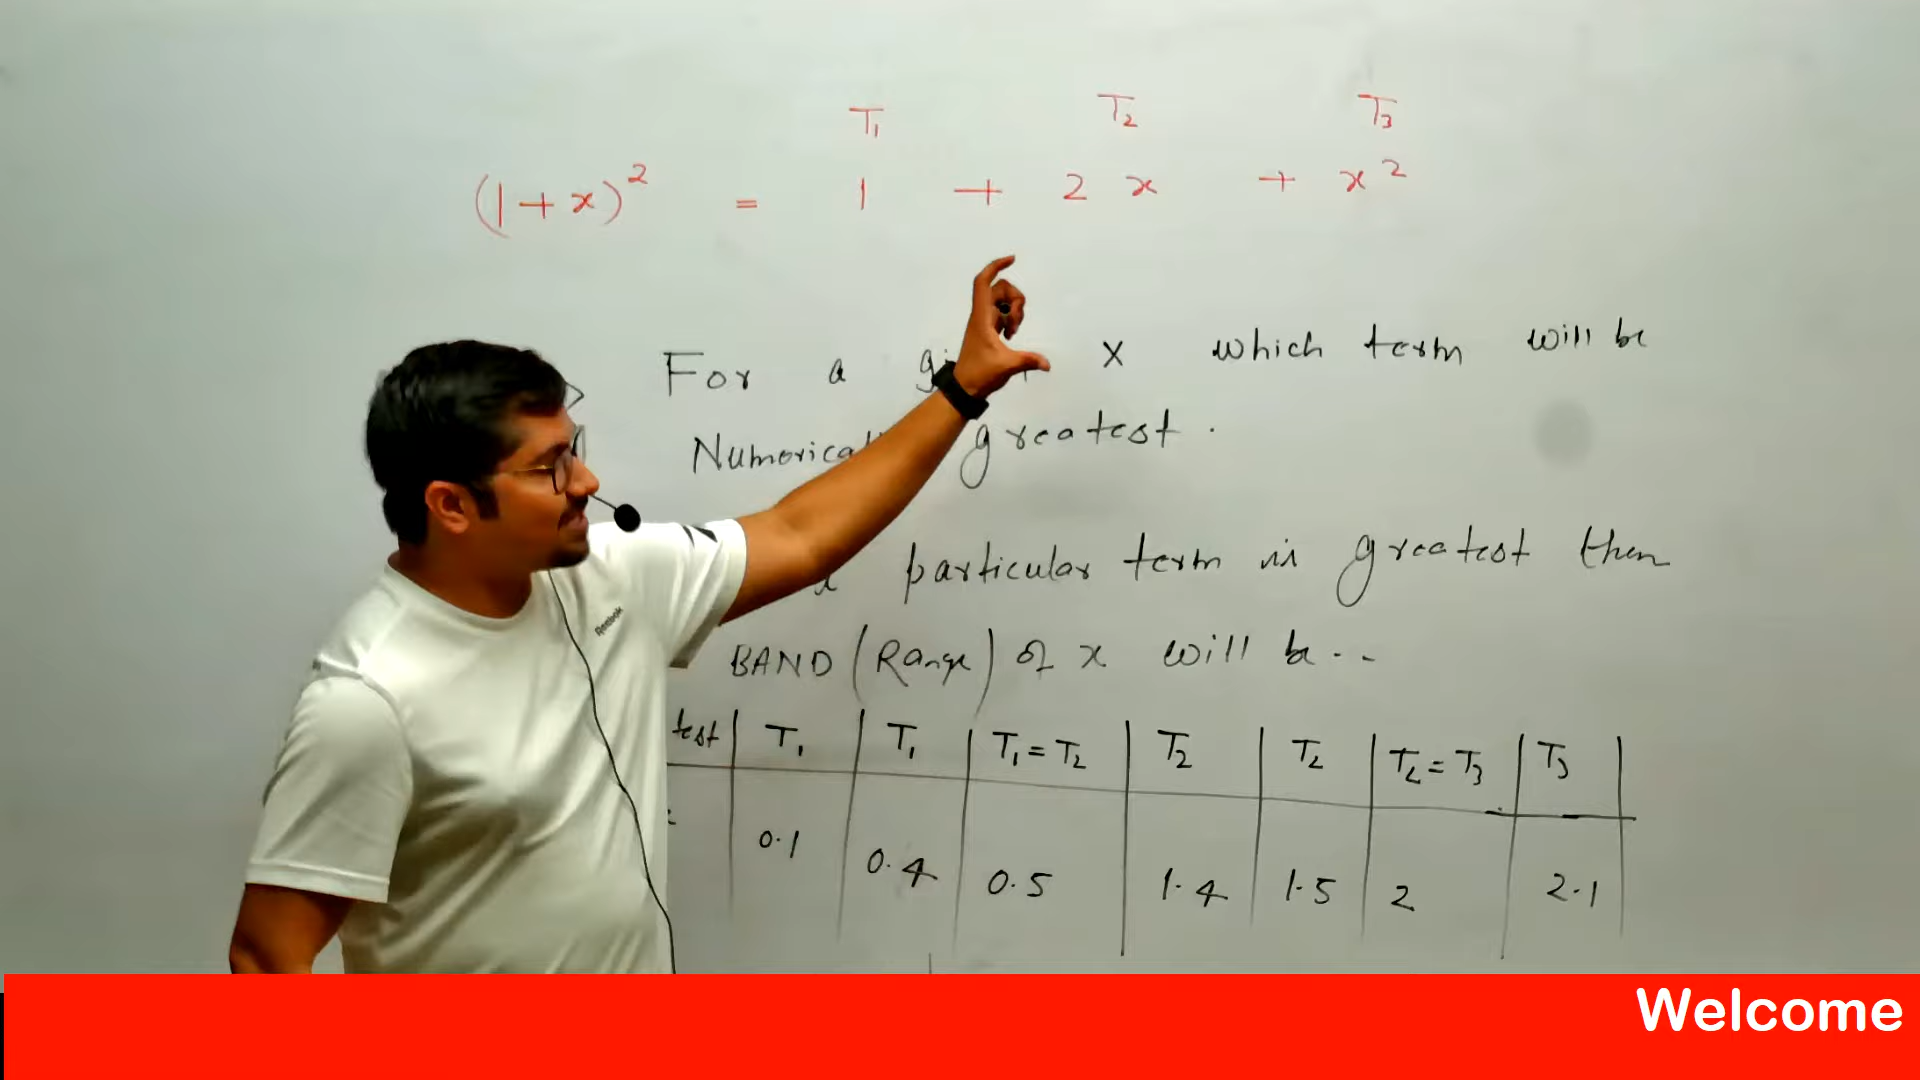 T1 T2 T3
(1+x)² = 1 + 2x + x²
For a x which term will be
greatest.
particular term is greatest then
BAND (Range) of x will be ..
test T1 T1 T1 = T2 T2 T2 T2 = T3 T3
0.1 0.4 0.5 1.4 1.5 2 2.1
Reebok
Welcome